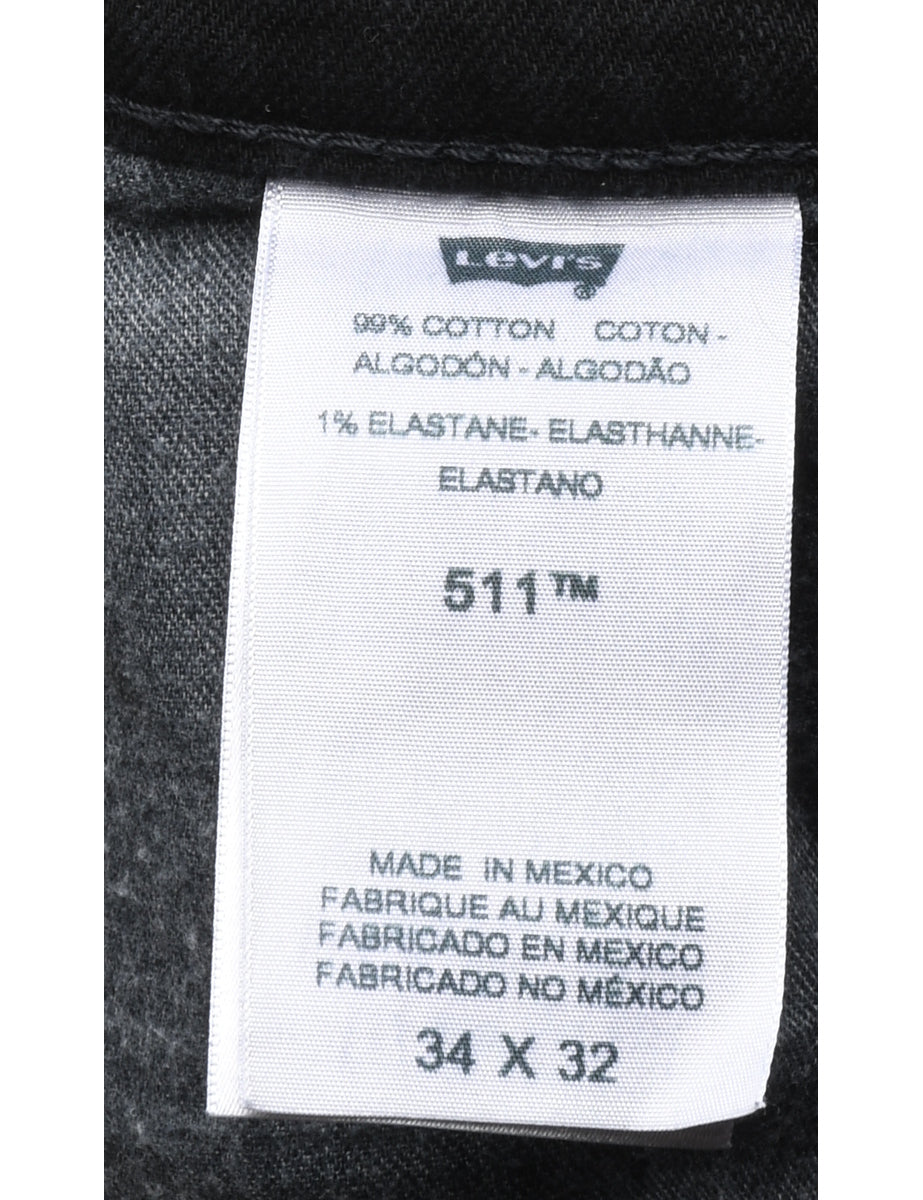 Levi's®
99% COTTON COTON -
ALGODÓN - ALGODÃO
1% ELASTANE- ELASTHANNE-
ELASTANO
511™
MADE IN MEXICO
FABRIQUE AU MEXIQUE
FABRICADO EN MEXICO
FABRICADO NO MÉXICO
34 X 32